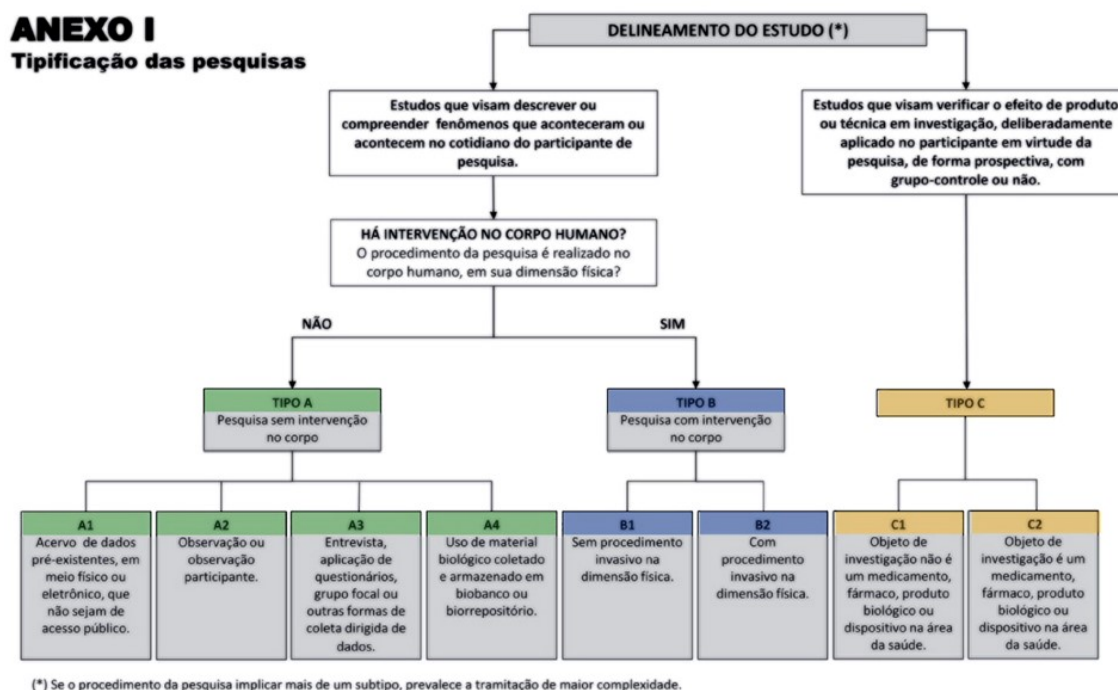 ANEXO I
Tipificação das pesquisas
DELINEAMENTO DO ESTUDO (*)
Estudos que visam descrever ou
compreender fenômenos que aconteceram ou
acontecem no cotidiano do participante de
pesquisa.
Estudos que visam verificar o efeito de produto
ou técnica em investigação, deliberadamente
aplicado no participante em virtude da
pesquisa, de forma prospectiva, com
grupo-controle ou não.
HÁ INTERVENÇÃO NO CORPO HUMANO?
O procedimento da pesquisa é realizado no
corpo humano, em sua dimensão física?
NÃO
SIM
TIPO A
Pesquisa sem intervenção
no corpo
TIPO B
Pesquisa com intervenção
no corpo
TIPO C
A1
Acervo de dados
pré-existentes, em
meio físico ou
eletrônico, que
não sejam de
acesso público.
A2
Observação ou
observação
participante.
A3
Entrevista,
aplicação de
questionários,
grupo focal ou
outras formas de
coleta dirigida de
dados.
A4
Uso de material
biológico coletado
e armazenado em
biobanco ou
biorrepositório.
B1
Sem procedimento
invasivo na
dimensão física.
B2
Com
procedimento
invasivo na
dimensão física.
C1
Objeto de
investigação não é
um medicamento,
fármaco, produto
biológico ou
dispositivo na área
da saúde.
C2
Objeto de
investigação é um
medicamento,
fármaco, produto
biológico ou
dispositivo na área
da saúde.
(*) Se o procedimento da pesquisa implicar mais de um subtipo, prevalece a tramitação de maior complexidade.